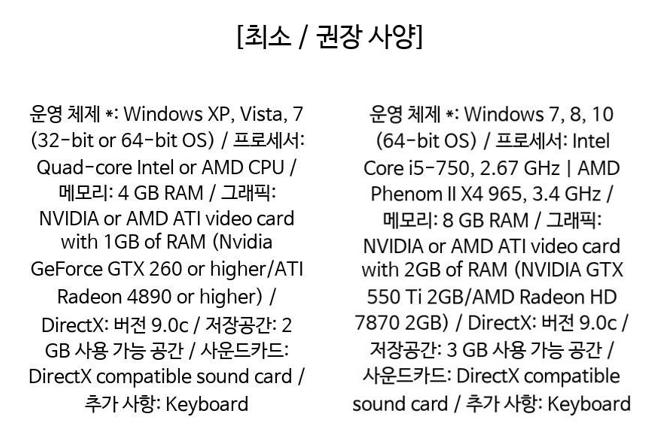 [최소 / 권장 사양]
운영 체제 *: Windows XP, Vista, 7
(32-bit or 64-bit OS) / 프로세서:
Quad-core Intel or AMD CPU /
메모리: 4 GB RAM / 그래픽:
NVIDIA or AMD ATI video card
with 1GB of RAM (Nvidia
GeForce GTX 260 or higher/ATI
Radeon 4890 or higher) /
DirectX: 버전 9.0c / 저장공간: 2
GB 사용 가능 공간 / 사운드카드:
DirectX compatible sound card /
추가 사항: Keyboard
운영 체제 *: Windows 7, 8, 10
(64-bit OS) / 프로세서: Intel
Core i5-750, 2.67 GHz | AMD
Phenom II X4 965, 3.4 GHz /
메모리: 8 GB RAM / 그래픽:
NVIDIA or AMD ATI video card
with 2GB of RAM (NVIDIA GTX
550 Ti 2GB/AMD Radeon HD
7870 2GB) / DirectX: 버전 9.0c /
저장공간: 3 GB 사용 가능 공간 /
사운드카드: DirectX compatible
sound card / 추가 사항: Keyboard